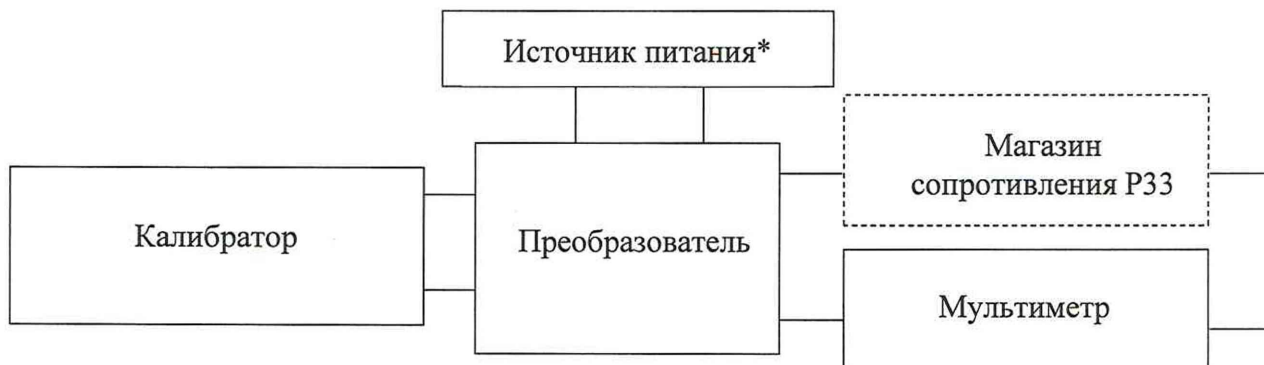 Источник питания*
Магазин
сопротивления Р33
Калибратор
Преобразователь
Мультиметр